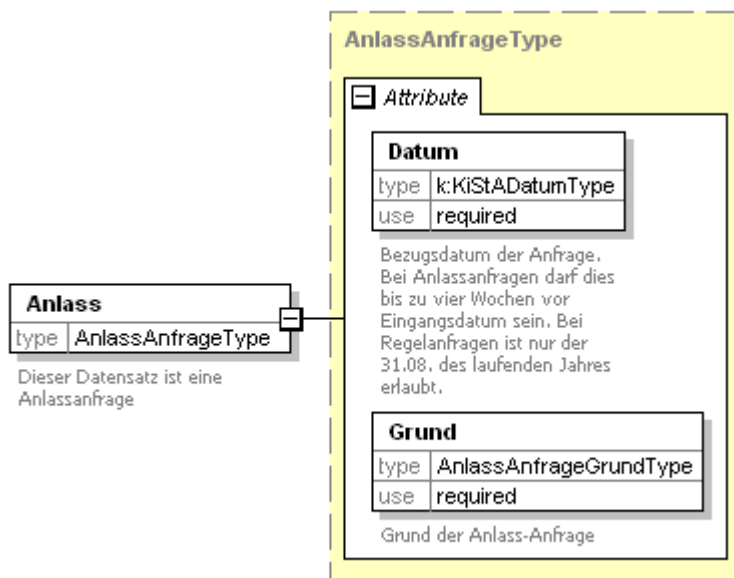 AnlassAnfrageType
Attribute
Datum
type k:KiStADatumType
use required
Bezugsdatum der Anfrage.
Bei Anlassanfragen darf dies
bis zu vier Wochen vor
Eingangsdatum sein. Bei
Regelanfragen ist nur der
31.08. des laufenden Jahres
erlaubt.
Anlass
type AnlassAnfrageType
Dieser Datensatz ist eine
Anlassanfrage
Grund
type AnlassAnfrageGrundType
use required
Grund der Anlass-Anfrage